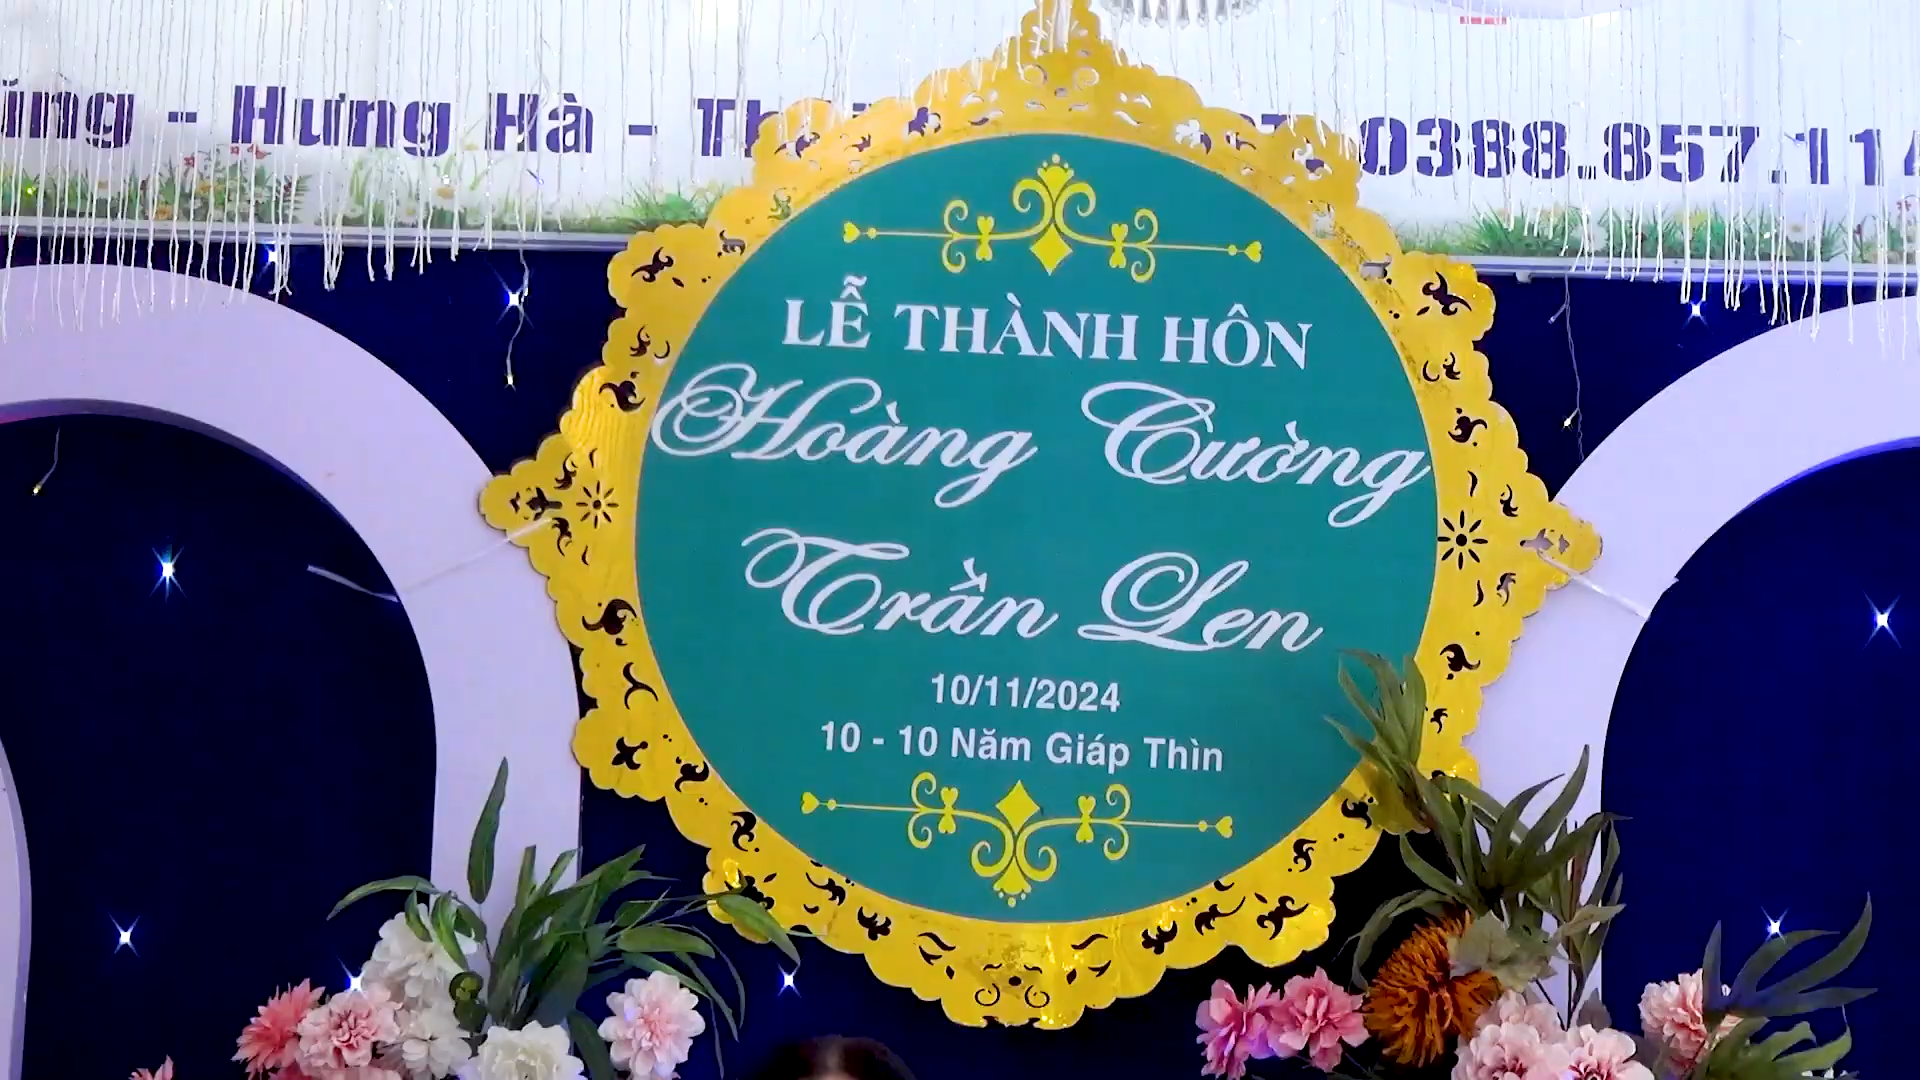 - Hưng Hà - 0388.857.114
LỄ THÀNH HÔN
Hoàng Cường
Trần Len
10/11/2024
10 - 10 Năm Giáp Thìn